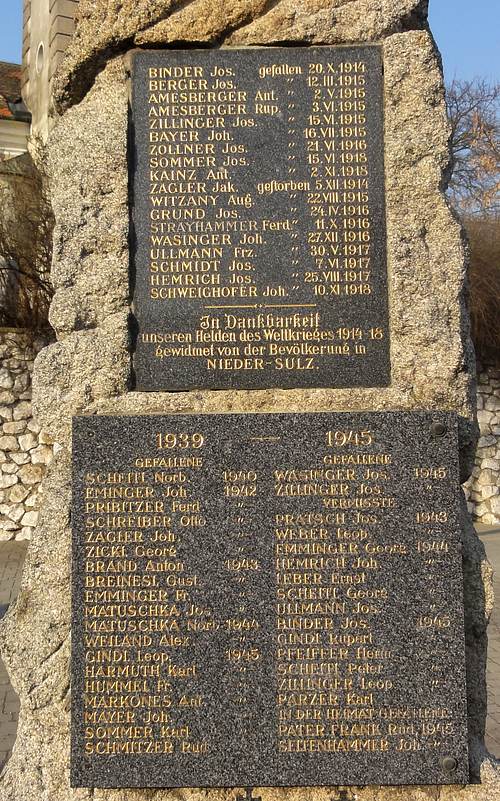 BINDER Jos. gefallen 20.X.1914
BERGER Jos. " 12.III.1915
AMESBERGER Ant. " 2.V.1915
AMESBERGER Rup. " 3.VI.1915
ZILLINGER Jos. " 15.VI.1915
BAYER Joh. " 16.VII.1915
ZOLLNER Jos. " 21.VI.1916
SOMMER Jos. " 15.VI.1918
KAINZ Ant. " 2.XI.1918
ZAGLER Jak. gestorben 5.XII.1914
WITZANY Aug. " 22.VIII.1915
GRUND Jos. " 24.IV.1916
STRAYHAMMER Ferd. " 11.X.1916
WASINGER Joh. " 27.XII.1916
ULLMANN Frz. " 30.V.1917
SCHMIDT Jos. " 7.VI.1917
HEMRICH Jos. " 25.VIII.1917
SCHWEIGHOFER Joh. " 10.XI.1918
In Dankbarkeit
unseren Helden des Weltkrieges 1914-18
gewidmet von der Bevölkerung in
NIEDER-SULZ.
1939 — 1945
GEFALLENE
SCHEITL Norb. 1940
EMINGER Joh. 1942
PRIBITZER Ferd. "
SCHREIBER Otto "
ZAGLER Joh. "
ZICKL Georg "
BRAND Anton 1943
BREINESL Gust. "
EMMINGER Fr. "
MATUSCHKA Jos. "
MATUSCHKA Norb. 1944
WEILAND Alex. "
GINDL Leop. 1945
HARMUTH Karl "
HUMMEL Fr. "
MARKONES Ant. "
MAYER Joh. "
SOMMER Karl "
SCHMITZER Rud. "
GEFALLENE
WASINGER Jos. 1945
ZILLINGER Jos. "
VERMISSTE
PRATSCH Jos. 1943
WEBER Leop. "
EMMINGER Georg 1944
HEMRICH Joh. "
LEBER Ernst "
SCHEITL Georg "
ULLMANN Jos. "
BINDER Jos. 1945
GINDL Rupert "
PFEIFFER Herm. "
SCHEITL Peter "
ZILLINGER Leop. "
PARZER Karl "
IN DER HEIMAT GEFALLENE:
PATER FRANK Rud. 1945
SEITENHAMMER Joh. "